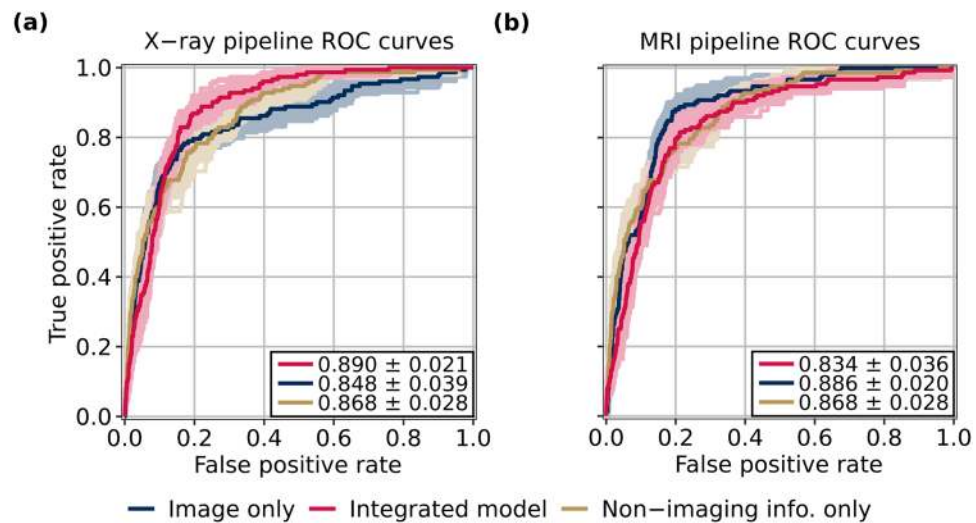 (a)
X−ray pipeline ROC curves
True positive rate
1.0
0.8
0.6
0.4
0.2
0.0
0.890 ± 0.021
0.848 ± 0.039
0.868 ± 0.028
0.0 0.2 0.4 0.6 0.8 1.0
False positive rate
(b)
MRI pipeline ROC curves
0.834 ± 0.036
0.886 ± 0.020
0.868 ± 0.028
0.0 0.2 0.4 0.6 0.8 1.0
False positive rate
Image only Integrated model Non−imaging info. only